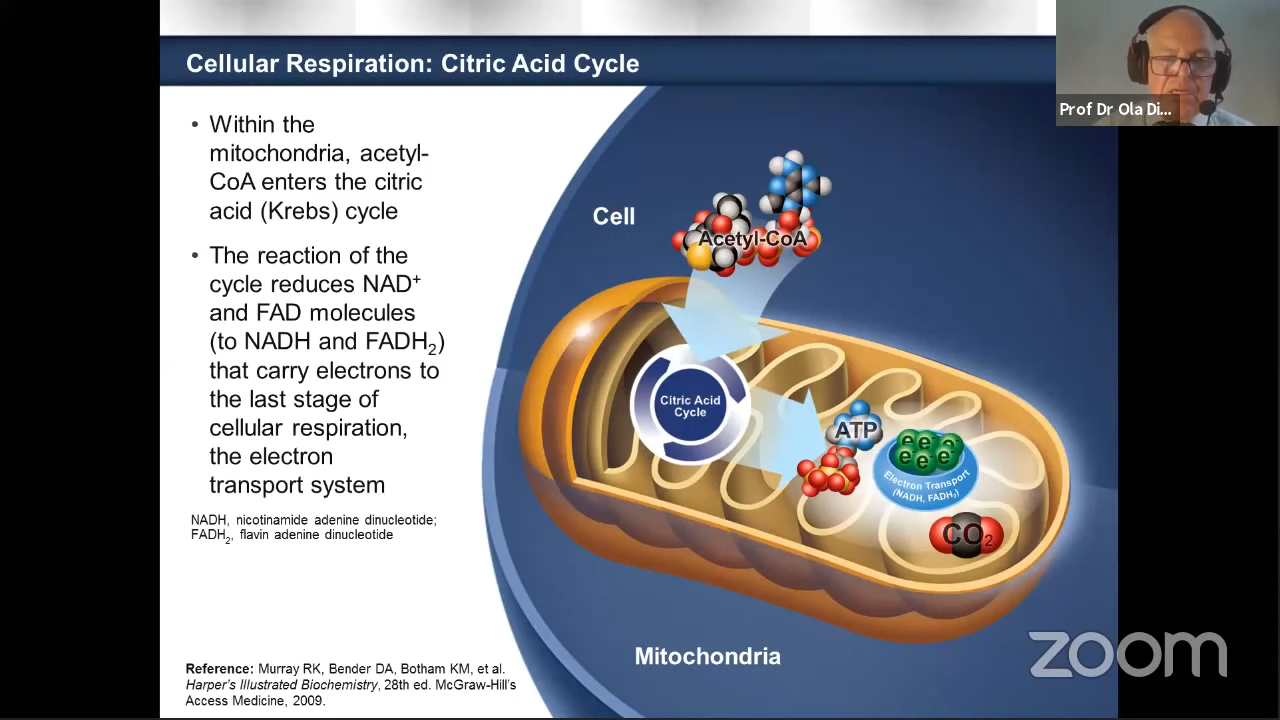 Cellular Respiration: Citric Acid Cycle
Prof Dr Ola Di...
• Within the
mitochondria, acetyl-
CoA enters the citric
acid (Krebs) cycle
• The reaction of the
cycle reduces NAD⁺
and FAD molecules
(to NADH and FADH₂)
that carry electrons to
the last stage of
cellular respiration,
the electron
transport system
NADH, nicotinamide adenine dinucleotide;
FADH₂, flavin adenine dinucleotide
Reference: Murray RK, Bender DA, Botham KM, et al.
Harper's Illustrated Biochemistry, 28th ed. McGraw-Hill's
Access Medicine, 2009.
Cell
Acetyl-CoA
Citric Acid
Cycle
ATP
e⁻ e⁻ e⁻
e⁻ e⁻ e⁻
Electron Transport
(NADH, FADH₂)
CO₂
Mitochondria
zoom